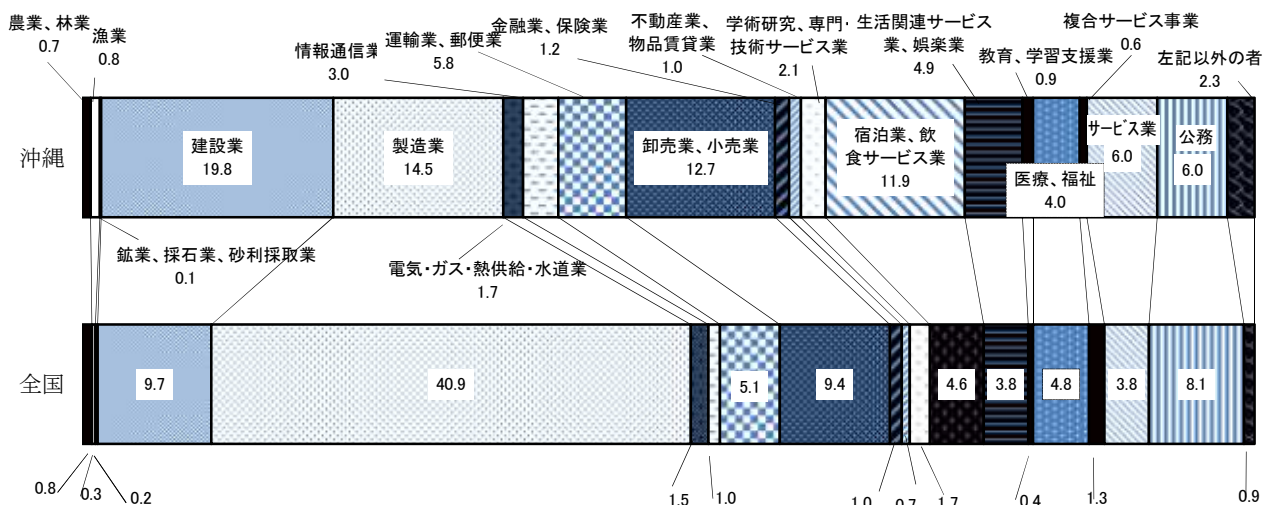 農業、林業
0.7
漁業
0.8
情報通信業
3.0
運輸業、郵便業
5.8
金融業、保険業
1.2
不動産業、
物品賃貸業
1.0
学術研究、専門・
技術サービス業
2.1
生活関連サービス
業、娯楽業
4.9
教育、学習支援業
0.9
複合サービス事業
0.6
左記以外の者
2.3
沖縄
建設業
19.8
製造業
14.5
卸売業、小売業
12.7
宿泊業、飲
食サービス業
11.9
医療、福祉
4.0
サービス業
6.0
公務
6.0
鉱業、採石業、砂利採取業
0.1
電気・ガス・熱供給・水道業
1.7
全国
9.7
40.9
5.1
9.4
4.6
3.8
4.8
3.8
8.1
0.8
0.3
0.2
1.5
1.0
1.0
0.7
1.7
0.4
1.3
0.9